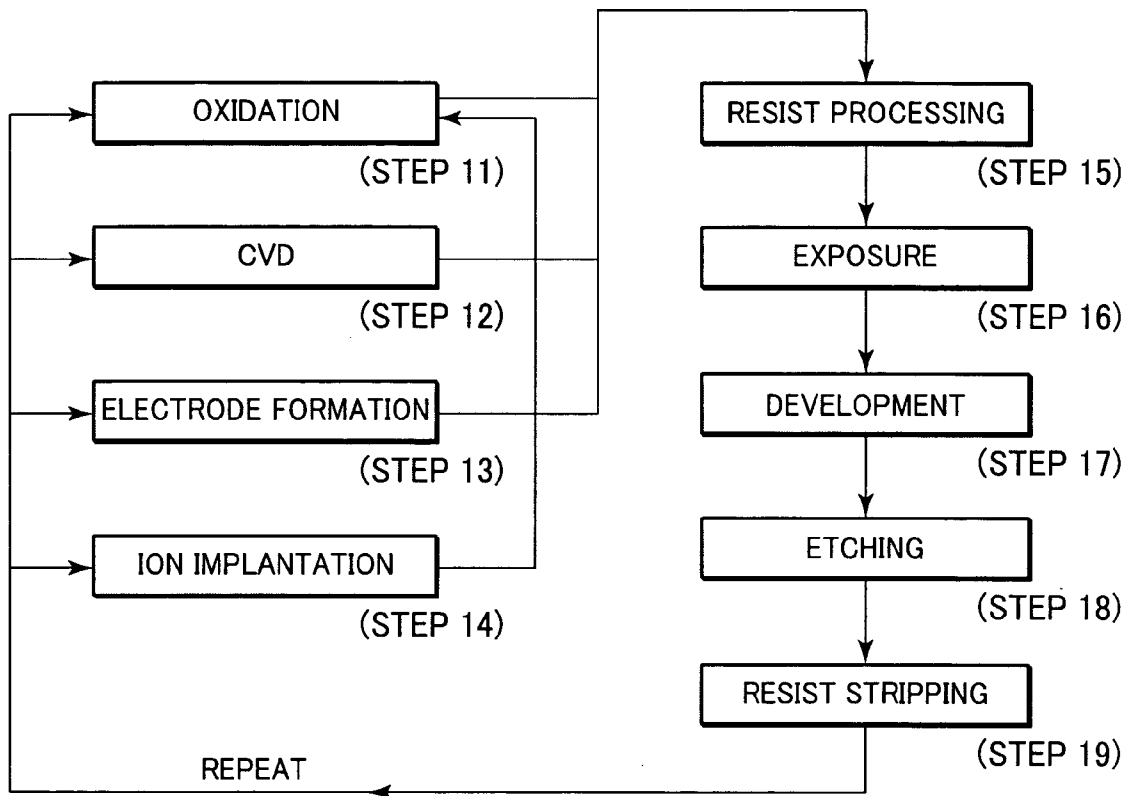 OXIDATION
(STEP 11)
CVD
(STEP 12)
ELECTRODE FORMATION
(STEP 13)
ION IMPLANTATION
(STEP 14)
RESIST PROCESSING
(STEP 15)
EXPOSURE
(STEP 16)
DEVELOPMENT
(STEP 17)
ETCHING
(STEP 18)
RESIST STRIPPING
(STEP 19)
REPEAT